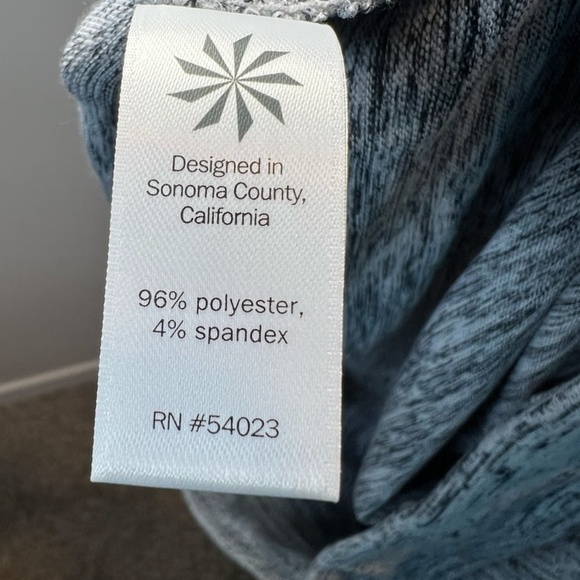 Designed in
Sonoma County,
California
96% polyester,
4% spandex
RN #54023